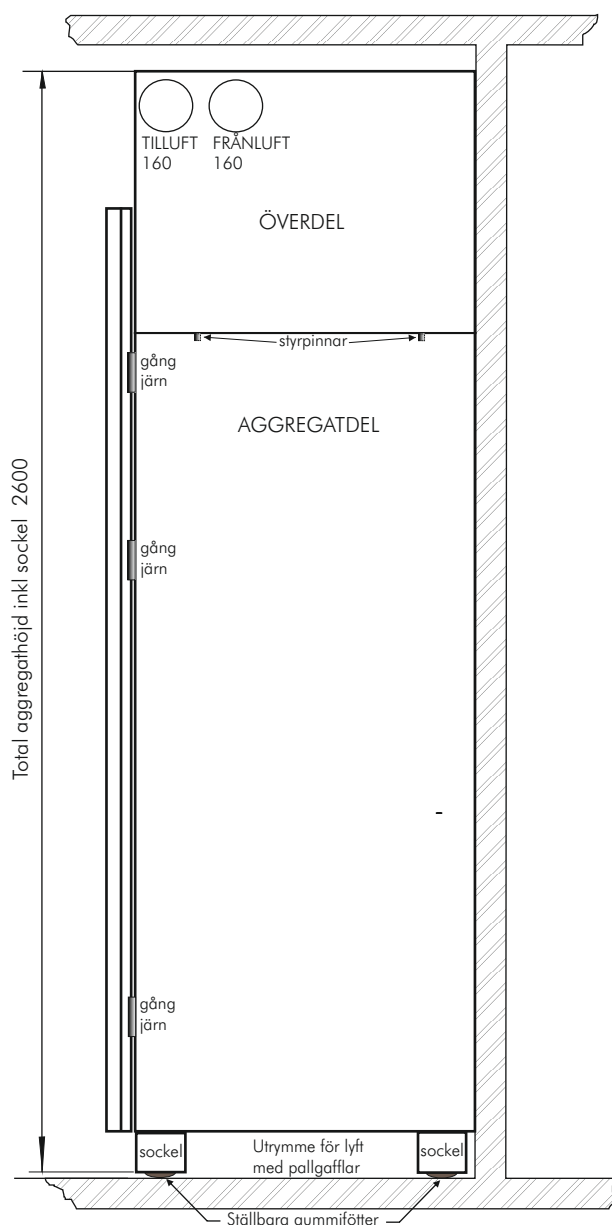 TILLUFT
160
FRÅNLUFT
160
ÖVERDEL
styrpinnar
gång
järn
AGGREGATDEL
gång
järn
Total aggregathöjd inkl sockel 2600
gång
järn
sockel
Utrymme för lyft
med pallgafflar
sockel
Ställbara gummifötter